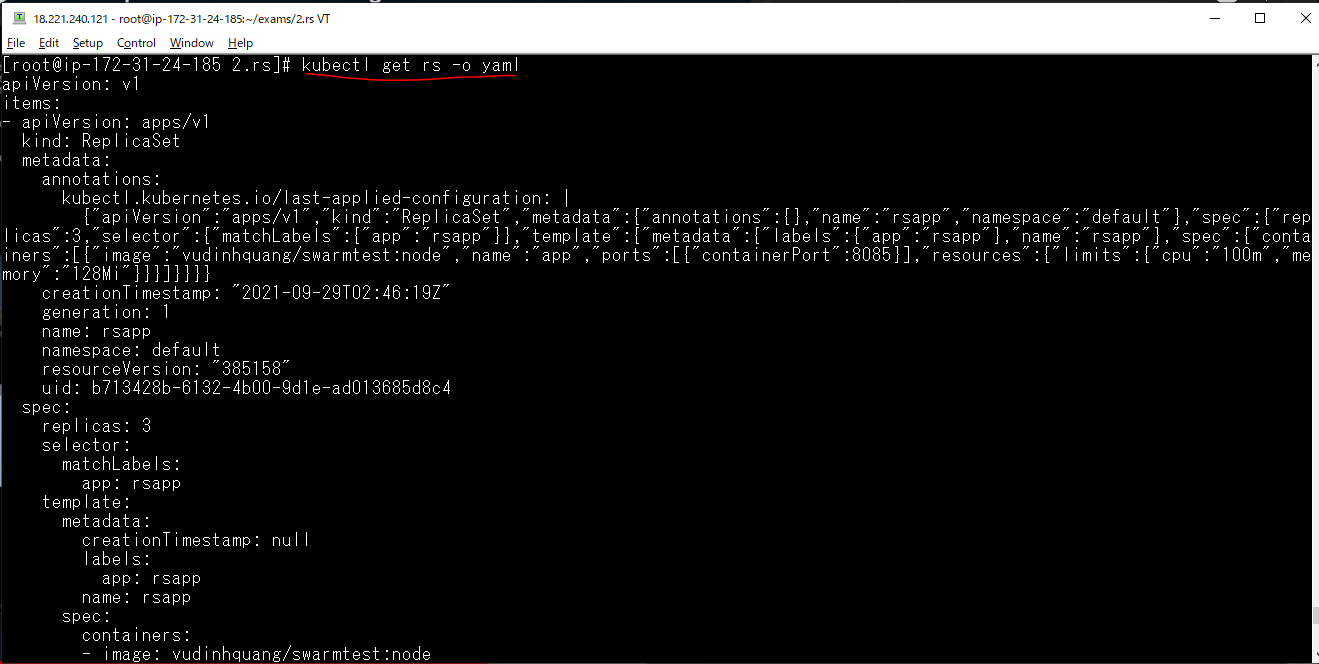 18.221.240.121 - root@ip-172-31-24-185:~/exams/2.rs VT
File Edit Setup Control Window Help
[root@ip-172-31-24-185 2.rs]# kubectl get rs -o yaml
apiVersion: v1
items:
- apiVersion: apps/v1
  kind: ReplicaSet
  metadata:
    annotations:
      kubectl.kubernetes.io/last-applied-configuration: |
        {"apiVersion":"apps/v1","kind":"ReplicaSet","metadata":{"annotations":{},"name":"rsapp","namespace":"default"},"spec":{"rep
licas":3,"selector":{"matchLabels":{"app":"rsapp"}},"template":{"metadata":{"labels":{"app":"rsapp"},"name":"rsapp"},"spec":{"conta
iners":[{"image":"vudinhquang/swarmtest:node","name":"app","ports":[{"containerPort":8085}],"resources":{"limits":{"cpu":"100m","me
mory":"128Mi"}}}]}}}}
    creationTimestamp: "2021-09-29T02:46:19Z"
    generation: 1
    name: rsapp
    namespace: default
    resourceVersion: "385158"
    uid: b713428b-6132-4b00-9d1e-ad013685d8c4
  spec:
    replicas: 3
    selector:
      matchLabels:
        app: rsapp
    template:
      metadata:
        creationTimestamp: null
        labels:
          app: rsapp
        name: rsapp
      spec:
        containers:
        - image: vudinhquang/swarmtest:node